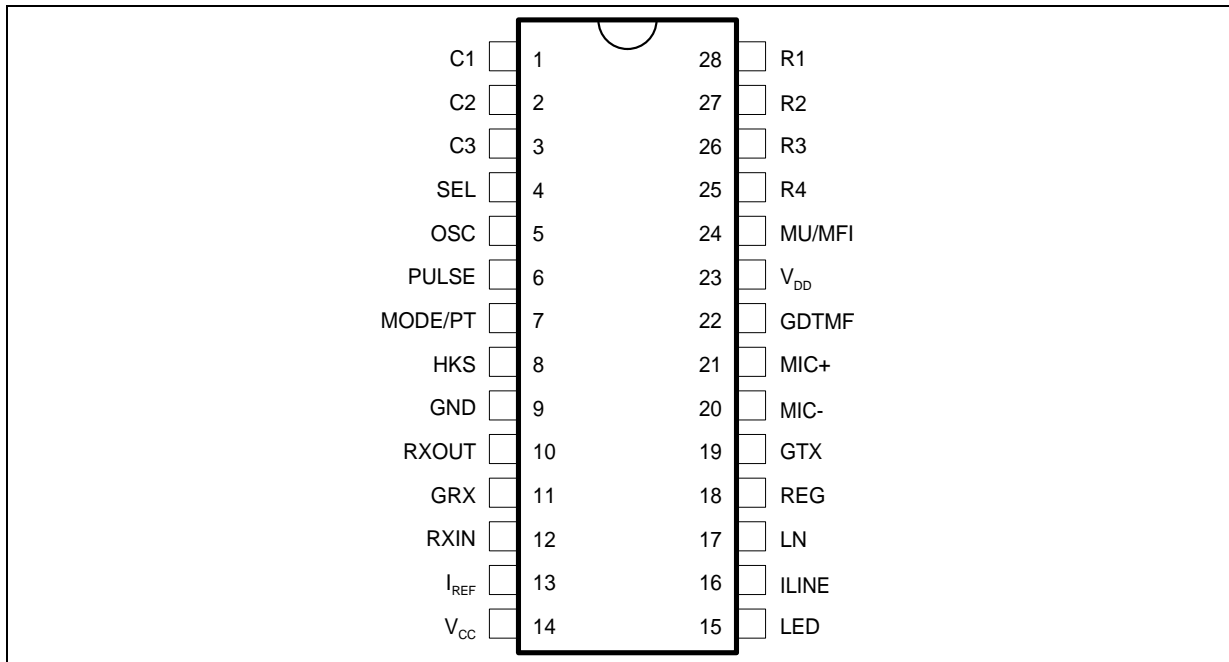 C1 1 28 R1
C2 2 27 R2
C3 3 26 R3
SEL 4 25 R4
OSC 5 24 MU/MFI
PULSE 6 23 VDD
MODE/PT 7 22 GDTMF
HKS 8 21 MIC+
GND 9 20 MIC-
RXOUT 10 19 GTX
GRX 11 18 REG
RXIN 12 17 LN
IREF 13 16 ILINE
VCC 14 15 LED